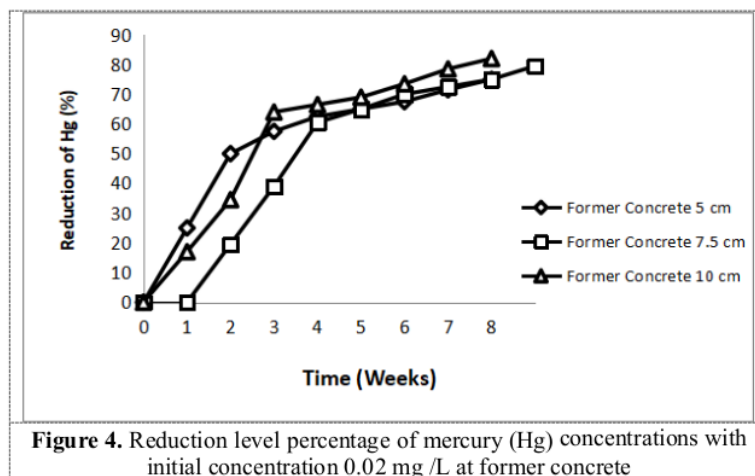 90
80
70
60
50
40
30
20
10
0
Reduction of Hg (%)
0 1 2 3 4 5 6 7 8
Time (Weeks)
Former Concrete 5 cm
Former Concrete 7.5 cm
Former Concrete 10 cm
Figure 4. Reduction level percentage of mercury (Hg) concentrations with
initial concentration 0.02 mg /L at former concrete